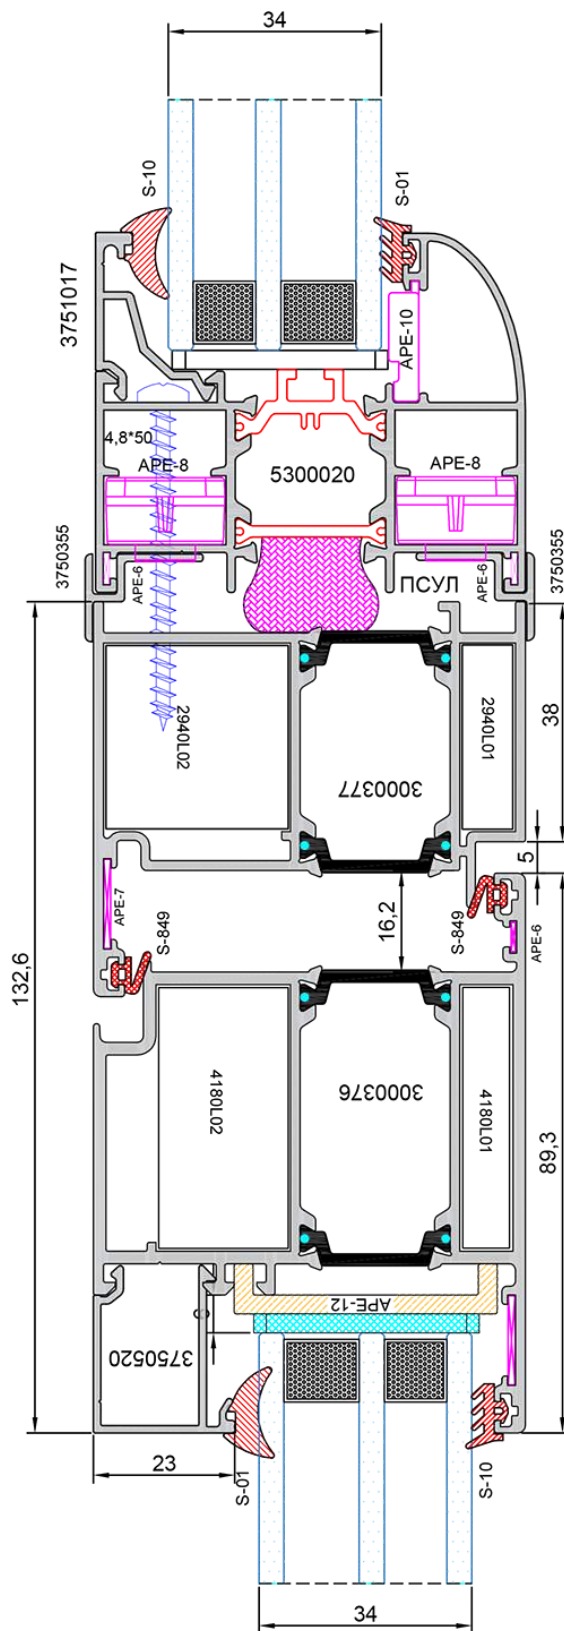 34
S-10
S-01
3751017
APE-10
4,8*50
APE-8
5300020
APE-8
3750355
APE-6
ПСУЛ
APE-6
3750355
2940L02
3000377
2940L01
38
5
APE-7
S-849
16,2
S-849
APE-6
132,6
4180L02
3000376
4180L01
89,3
APE-12
3750520
23
S-01
S-10
34